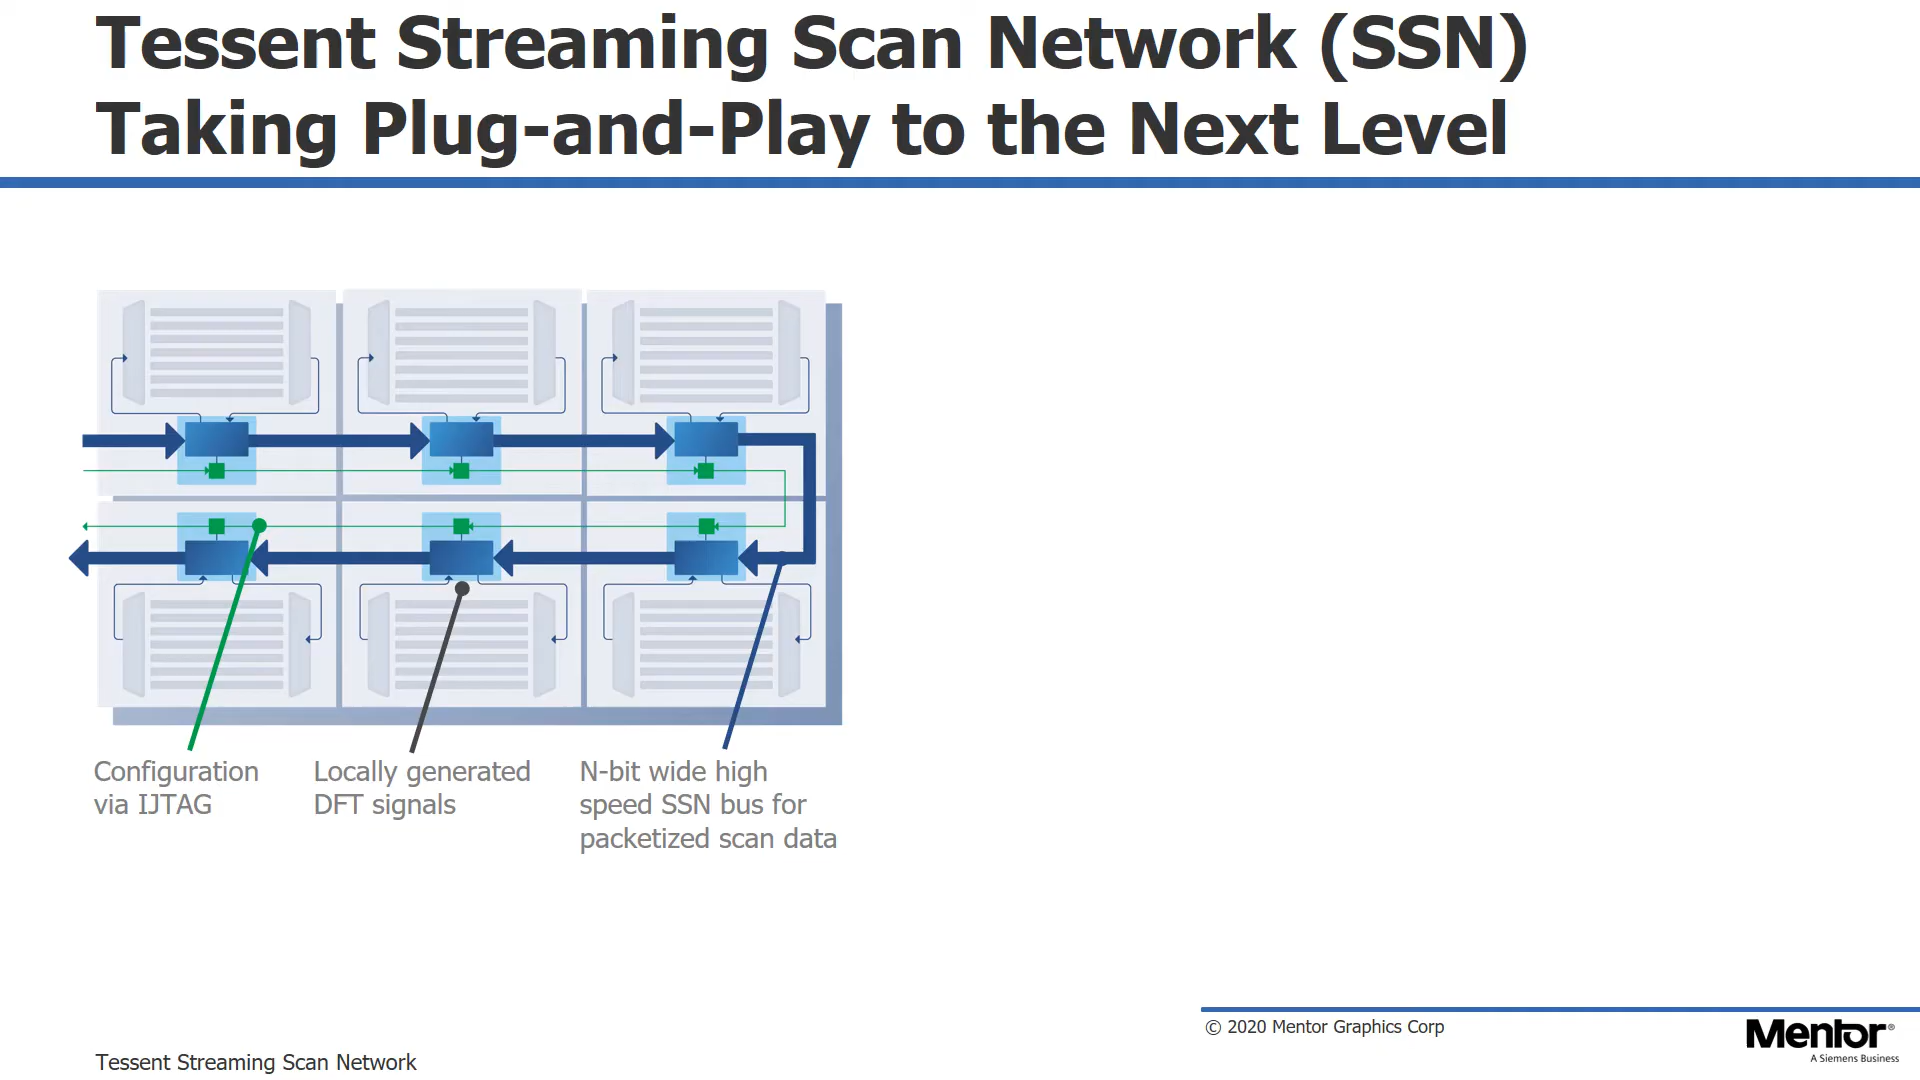 Tessent Streaming Scan Network (SSN)
Taking Plug-and-Play to the Next Level
Configuration
via IJTAG
Locally generated
DFT signals
N-bit wide high
speed SSN bus for
packetized scan data
© 2020 Mentor Graphics Corp
Mentor®
A Siemens Business
Tessent Streaming Scan Network